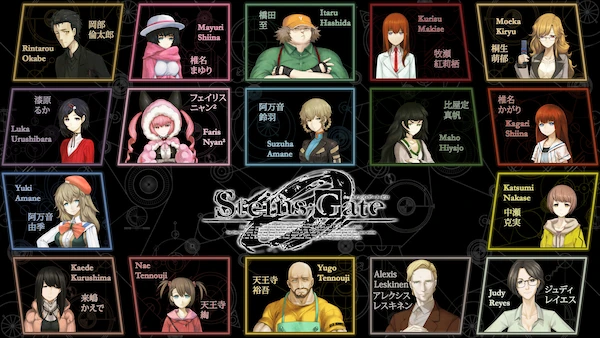 岡部
倫太郎
Rintarou
Okabe
Mayuri
Shiina
椎名
まゆり
橋田
至
Itaru
Hashida
Kurisu
Makise
牧瀬
紅莉栖
Moeka
Kiryu
桐生
萌郁
漆原
るか
Luka
Urushibara
フェイリス
ニャン²
Faris
Nyan²
阿万音
鈴羽
Suzuha
Amane
比屋定
真帆
Maho
Hiyajo
椎名
かがり
Kagari
Shiina
Yuki
Amane
阿万音
由季
Steins;Gate
0
Katsumi
Nakase
中瀬
克実
Kaede
Kurushima
来嶋
かえで
Nae
Tennouji
天王寺
綯
Yugo
Tennouji
天王寺
裕吾
Alexis
Leskinen
アレクシス
レスキネン
Judy
Reyes
ジュディ
レイエス